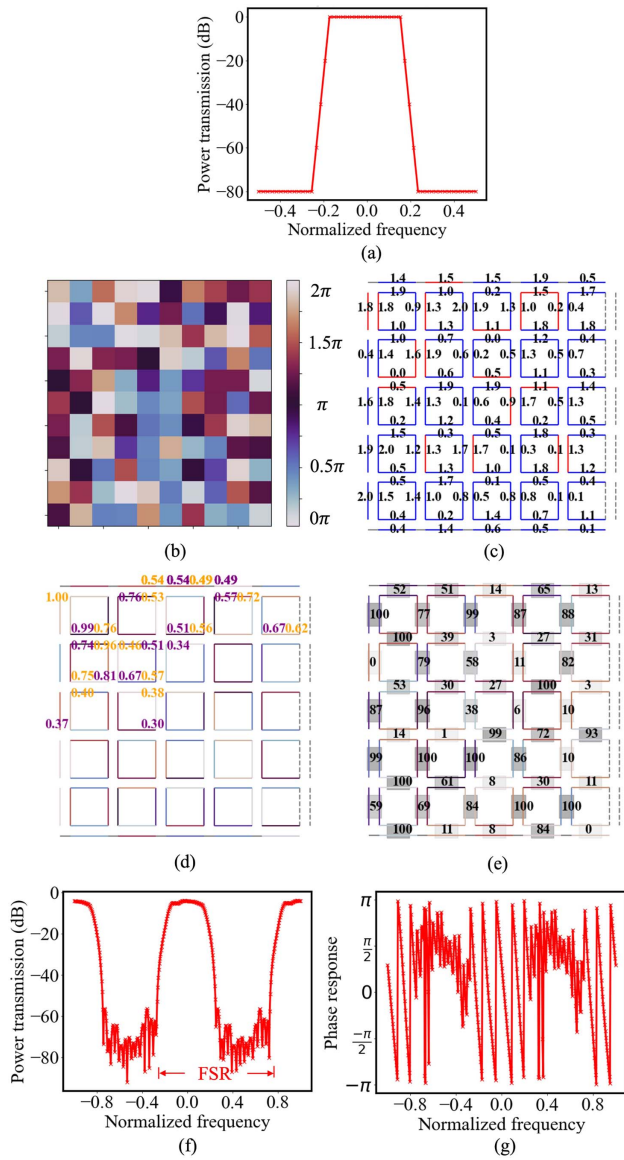 0
−20
−40
−60
−80
Power transmission (dB)
−0.4 −0.2 0.0 0.2 0.4
Normalized frequency
(a)
2π
1.5π
π
0.5π
0π
(b)
1.4 1.5 1.5 1.9 0.5
1.9 1.0 0.2 1.5 1.7
1.8 1.8 0.9 1.3 2.0 1.9 1.3 1.0 0.2 0.4
1.0 1.3 1.1 1.8 1.8
1.0 0.7 0.0 1.2 0.4
0.4 1.4 1.6 1.9 0.6 0.2 0.5 1.3 0.5 0.7
0.0 0.6 0.5 1.1 0.3
0.5 1.9 1.9 1.1 1.4
1.6 1.8 1.4 1.3 0.1 0.6 0.9 1.7 0.5 1.3
0.2 1.2 0.4 0.2 0.5
1.5 0.3 0.5 1.8 0.3
1.9 2.0 1.2 1.3 1.7 1.7 0.1 0.3 0.1 1.3
0.5 1.3 1.0 1.8 1.2
0.5 1.7 0.1 0.5 0.5
2.0 1.5 1.4 1.0 0.8 0.5 0.8 0.8 0.1 0.1
0.4 0.2 1.4 0.7 1.1
0.4 1.4 0.6 0.5 0.1
(c)
0.54 0.54 0.49 0.49
1.00 0.76 0.53 0.57 0.72
0.99 0.76 0.51 0.56 0.67 0.62
0.74 0.96 0.46 0.51 0.34
0.75 0.81 0.67 0.57
0.40 0.38
0.37 0.30
(d)
52 51 14 65 13
100 77 99 87 88
100 39 3 27 31
0 79 58 11 82
53 30 27 100 3
87 96 38 6 10
14 1 99 72 93
99 100 100 86 10
100 61 8 30 11
59 69 84 100 100
100 11 8 84 0
(e)
0
−20
−40
−60
−80
Power transmission (dB)
FSR
−0.8 −0.4 0.0 0.4 0.8
Normalized frequency
(f)
π
π/2
0
−π/2
−π
Phase response
−0.8 −0.4 0.0 0.4 0.8
Normalized frequency
(g)